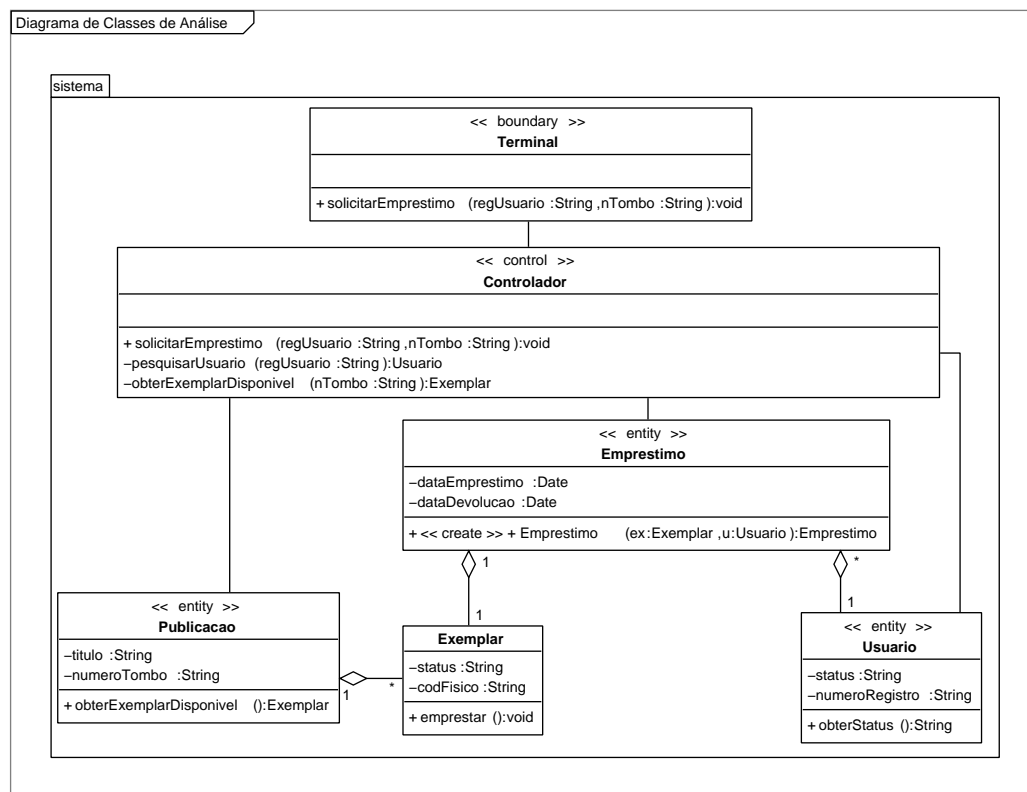 Diagrama de Classes de Análise
sistema
<< boundary >>
Terminal
+ solicitarEmprestimo (regUsuario :String ,nTombo :String ):void
<< control >>
Controlador
+ solicitarEmprestimo (regUsuario :String ,nTombo :String ):void
−pesquisarUsuario (regUsuario :String ):Usuario
−obterExemplarDisponivel (nTombo :String ):Exemplar
<< entity >>
Emprestimo
−dataEmprestimo :Date
−dataDevolucao :Date
+ << create >> + Emprestimo (ex:Exemplar ,u:Usuario ):Emprestimo
1
*
1
1
<< entity >>
Publicacao
−titulo :String
−numeroTombo :String
+ obterExemplarDisponivel ():Exemplar
1
*
Exemplar
−status :String
−codFisico :String
+ emprestar ():void
<< entity >>
Usuario
−status :String
−numeroRegistro :String
+ obterStatus ():String